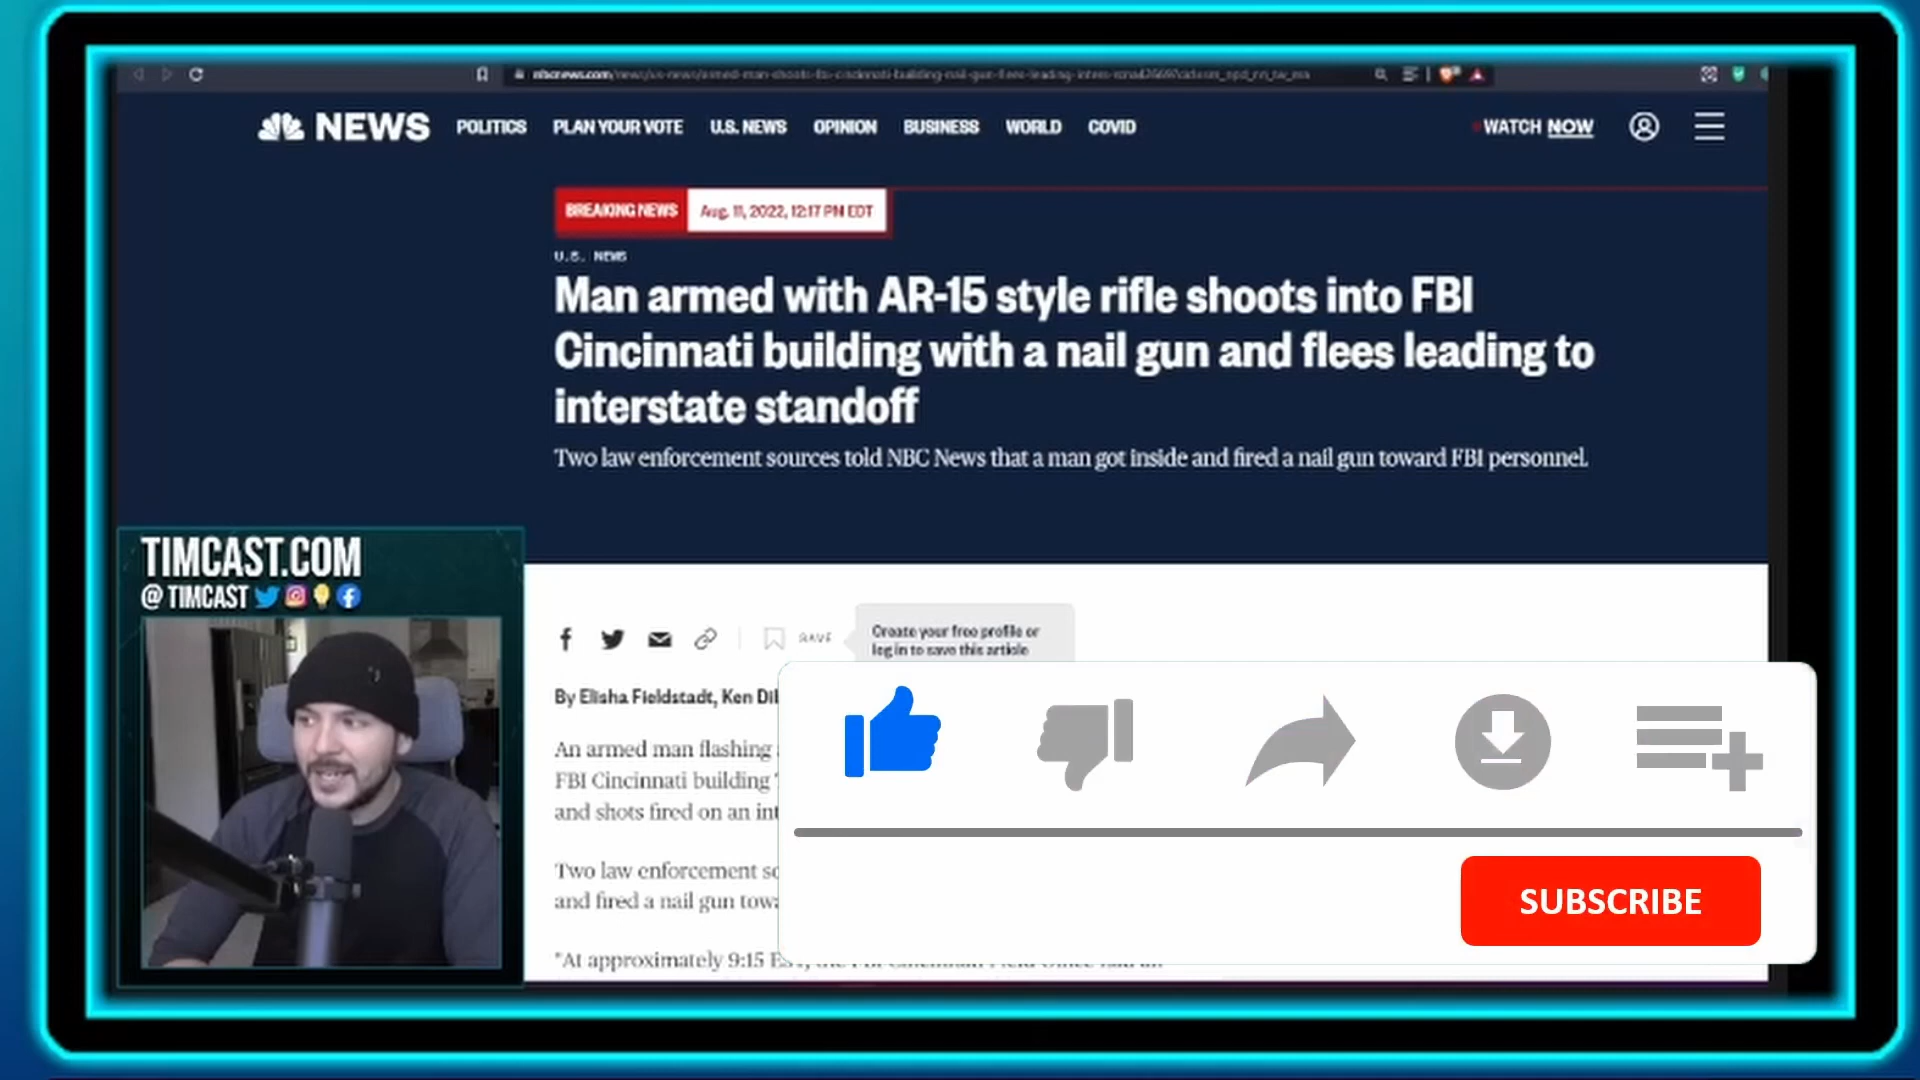 NEWS POLITICS PLAN YOUR VOTE U.S. NEWS OPINION BUSINESS WORLD COVID WATCH NOW
BREAKING NEWS Aug. 11, 2022, 12:17 PM EDT
U.S. NEWS
Man armed with AR-15 style rifle shoots into FBI
Cincinnati building with a nail gun and flees leading to
interstate standoff
Two law enforcement sources told NBC News that a man got inside and fired a nail gun toward FBI personnel.
TIMCAST.COM
@ TIMCAST
SAVE
Create your free profile or
log in to save this article
By Elisha Fieldstadt, Ken
An armed man flashing
FBI Cincinnati building
and shots fired on an
Two law enforcement
and fired a nail gun
"At approximately 9:15
SUBSCRIBE